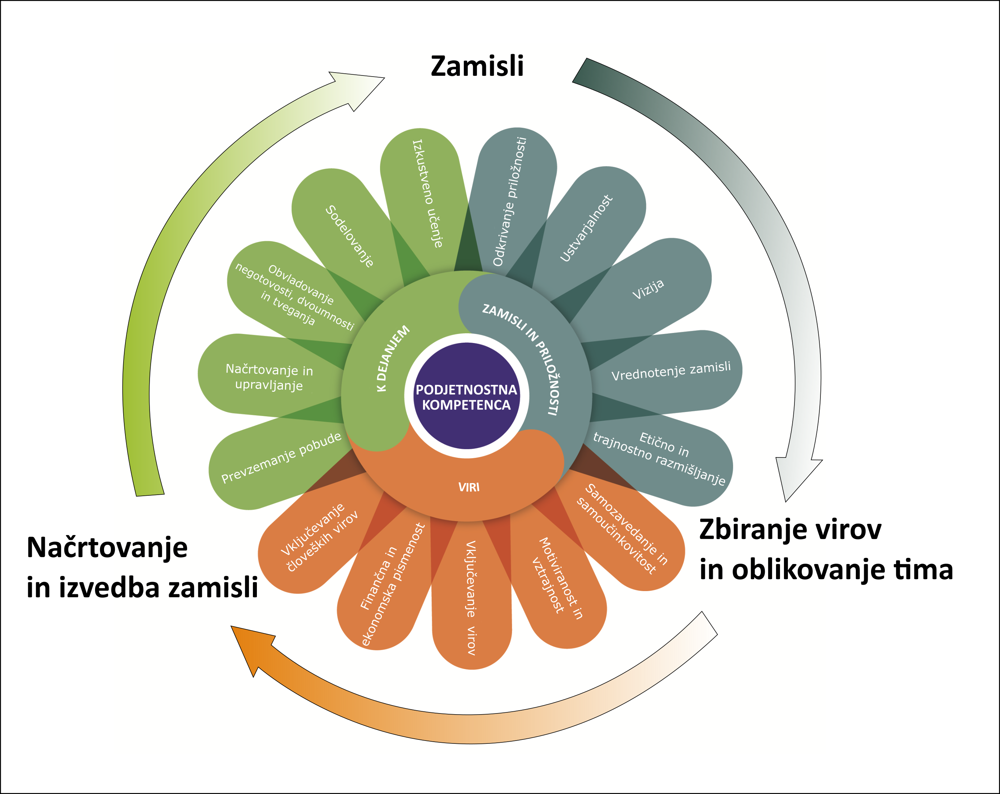 Zamisli
Izkustveno učenje
Odkrivanje priložnosti
Ustvarjalnost
Vizija
Vrednotenje zamisli
Etično in
trajnostno razmišljanje
Samozavedanje in
samoučinkovitost
Motiviranost in
vztrajnost
Vključevanje virov
Finančna in
ekonomska pismenost
Vključevanje
človeških virov
Prevzemanje pobude
Načrtovanje in
upravljanje
Obvladovanje
negotovosti, dvoumnosti
in tveganja
Sodelovanje
K DEJANJEM
ZAMISLI IN PRILOŽNOSTI
VIRI
PODJETNOSTNA
KOMPETENCA
Zbiranje virov
in oblikovanje tima
Načrtovanje
in izvedba zamisli